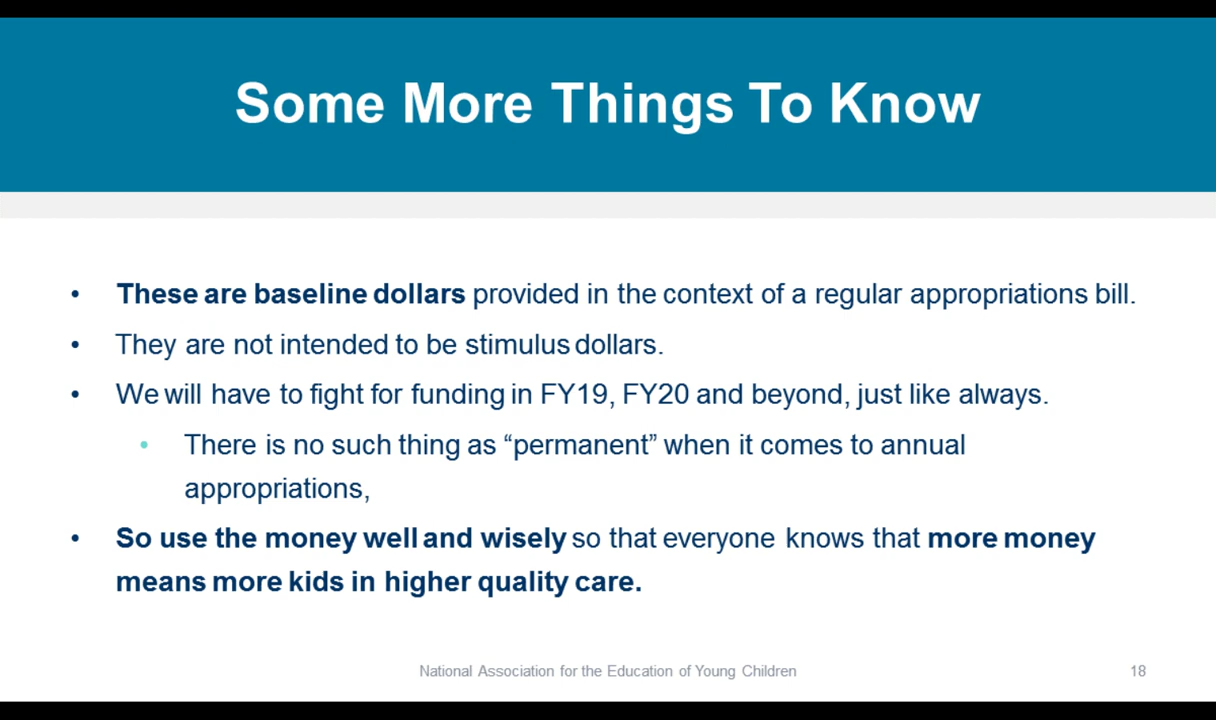 Some More Things To Know
• These are baseline dollars provided in the context of a regular appropriations bill.
• They are not intended to be stimulus dollars.
• We will have to fight for funding in FY19, FY20 and beyond, just like always.
• There is no such thing as “permanent” when it comes to annual
appropriations,
• So use the money well and wisely so that everyone knows that more money
means more kids in higher quality care.
National Association for the Education of Young Children
18